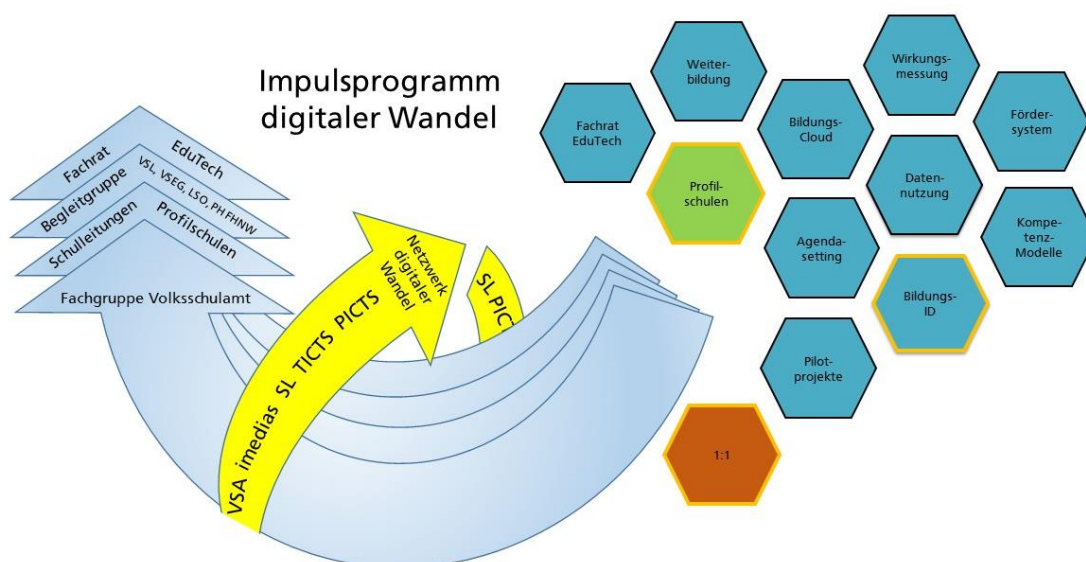 Impulsprogramm
digitaler Wandel
Fachrat
EduTech
Begleitgruppe
VSL, VSEG, LSO, PH FHNW
Schulleitungen
Profilschulen
Fachgruppe Volksschulamt
VSA imedias SL TICTS PICTS
Netzwerk
digitaler
Wandel
SL PICT
Fachrat
EduTech
Weiter-
bildung
Profil-
schulen
Bildungs-
Cloud
Wirkungs-
messung
Förder-
system
Daten-
nutzung
Agenda-
setting
Kompe-
tenz-
Modelle
Bildungs-
ID
Pilot-
projekte
1:1